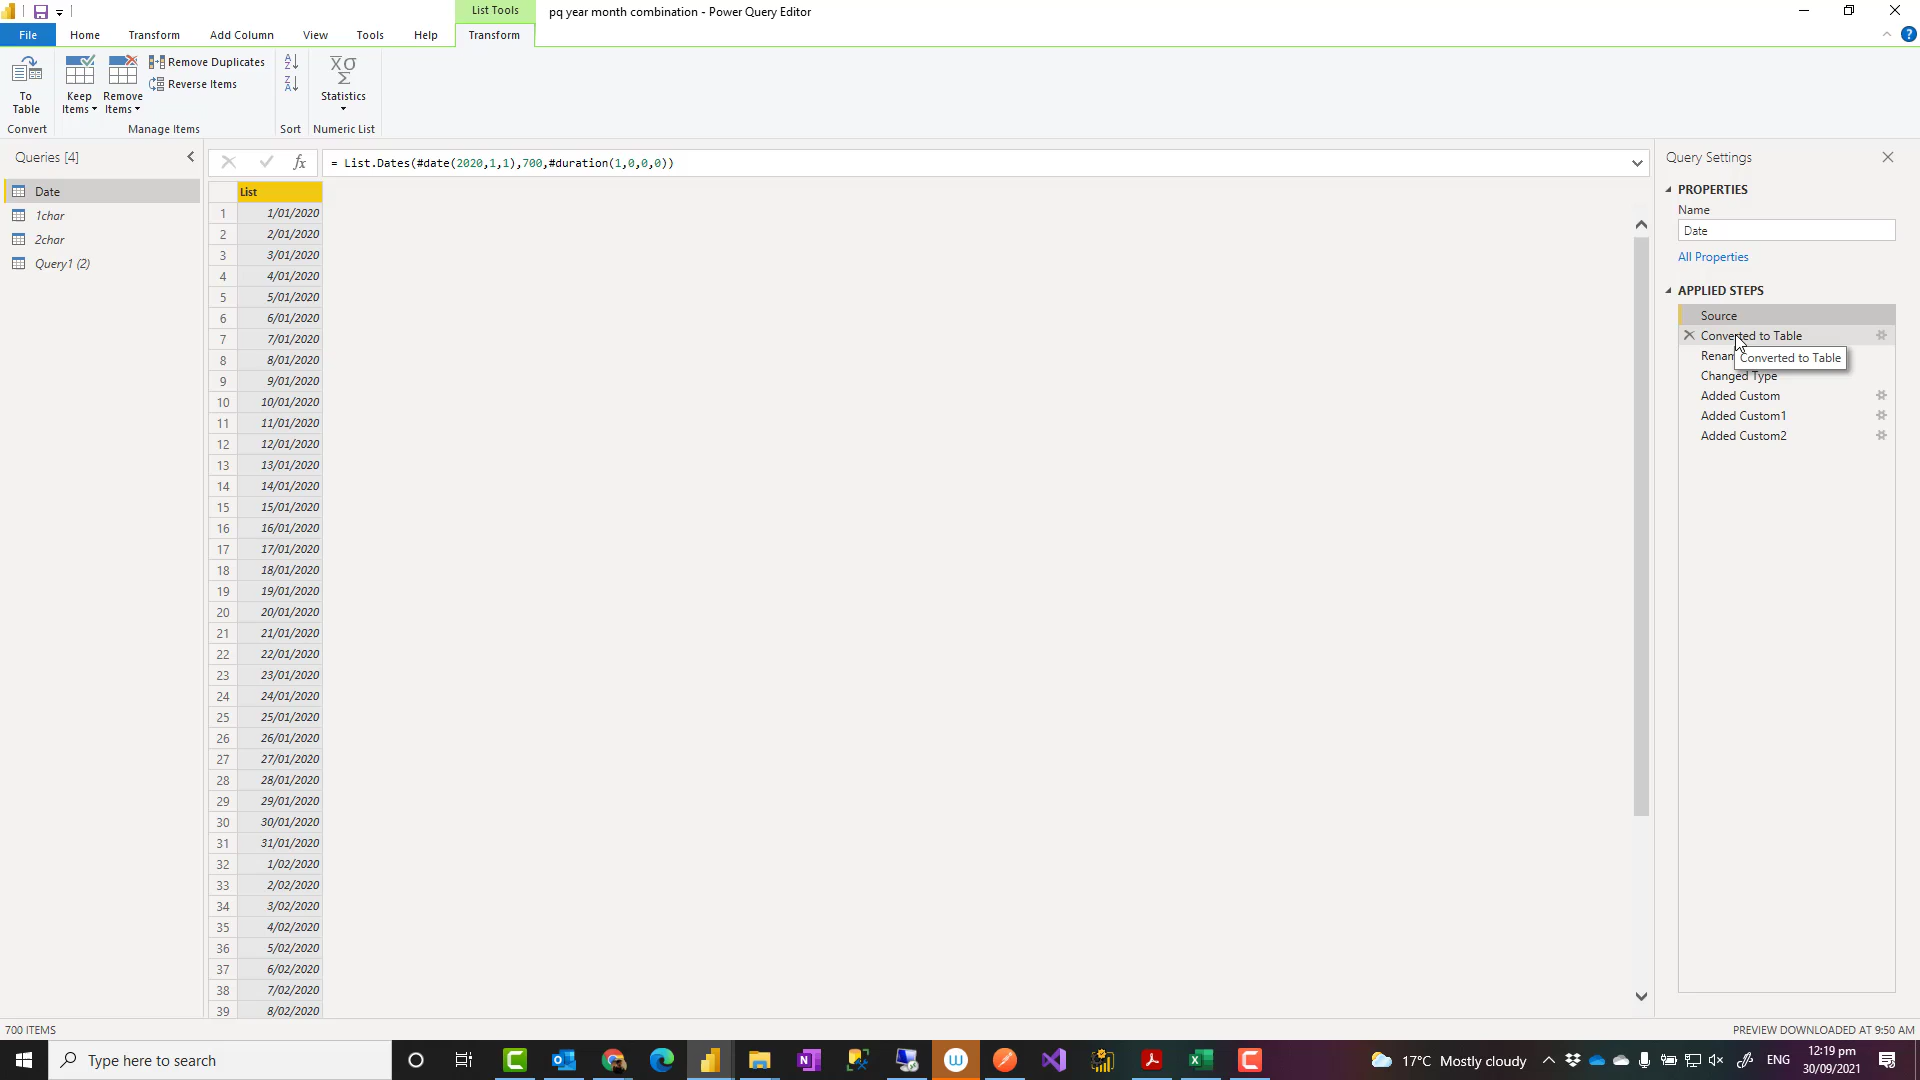 List Tools
pq year month combination - Power Query Editor
File
Home
Transform
Add Column
View
Tools
Help
Transform
To
Table
Keep
Items
Remove
Items
Remove Duplicates
Reverse Items
A
Z
Z
A
Statistics
Convert
Manage Items
Sort
Numeric List
Queries [4]
Date
1char
2char
Query1 (2)
fx
= List.Dates(#date(2020,1,1),700,#duration(1,0,0,0))
List
1 1/01/2020
2 2/01/2020
3 3/01/2020
4 4/01/2020
5 5/01/2020
6 6/01/2020
7 7/01/2020
8 8/01/2020
9 9/01/2020
10 10/01/2020
11 11/01/2020
12 12/01/2020
13 13/01/2020
14 14/01/2020
15 15/01/2020
16 16/01/2020
17 17/01/2020
18 18/01/2020
19 19/01/2020
20 20/01/2020
21 21/01/2020
22 22/01/2020
23 23/01/2020
24 24/01/2020
25 25/01/2020
26 26/01/2020
27 27/01/2020
28 28/01/2020
29 29/01/2020
30 30/01/2020
31 31/01/2020
32 1/02/2020
33 2/02/2020
34 3/02/2020
35 4/02/2020
36 5/02/2020
37 6/02/2020
38 7/02/2020
39 8/02/2020
Query Settings
PROPERTIES
Name
Date
All Properties
APPLIED STEPS
Source
Converted to Table
Renam
Converted to Table
Changed Type
Added Custom
Added Custom1
Added Custom2
700 ITEMS
PREVIEW DOWNLOADED AT 9:50 AM
Type here to search
17°C Mostly cloudy
ENG
12:19 pm
30/09/2021